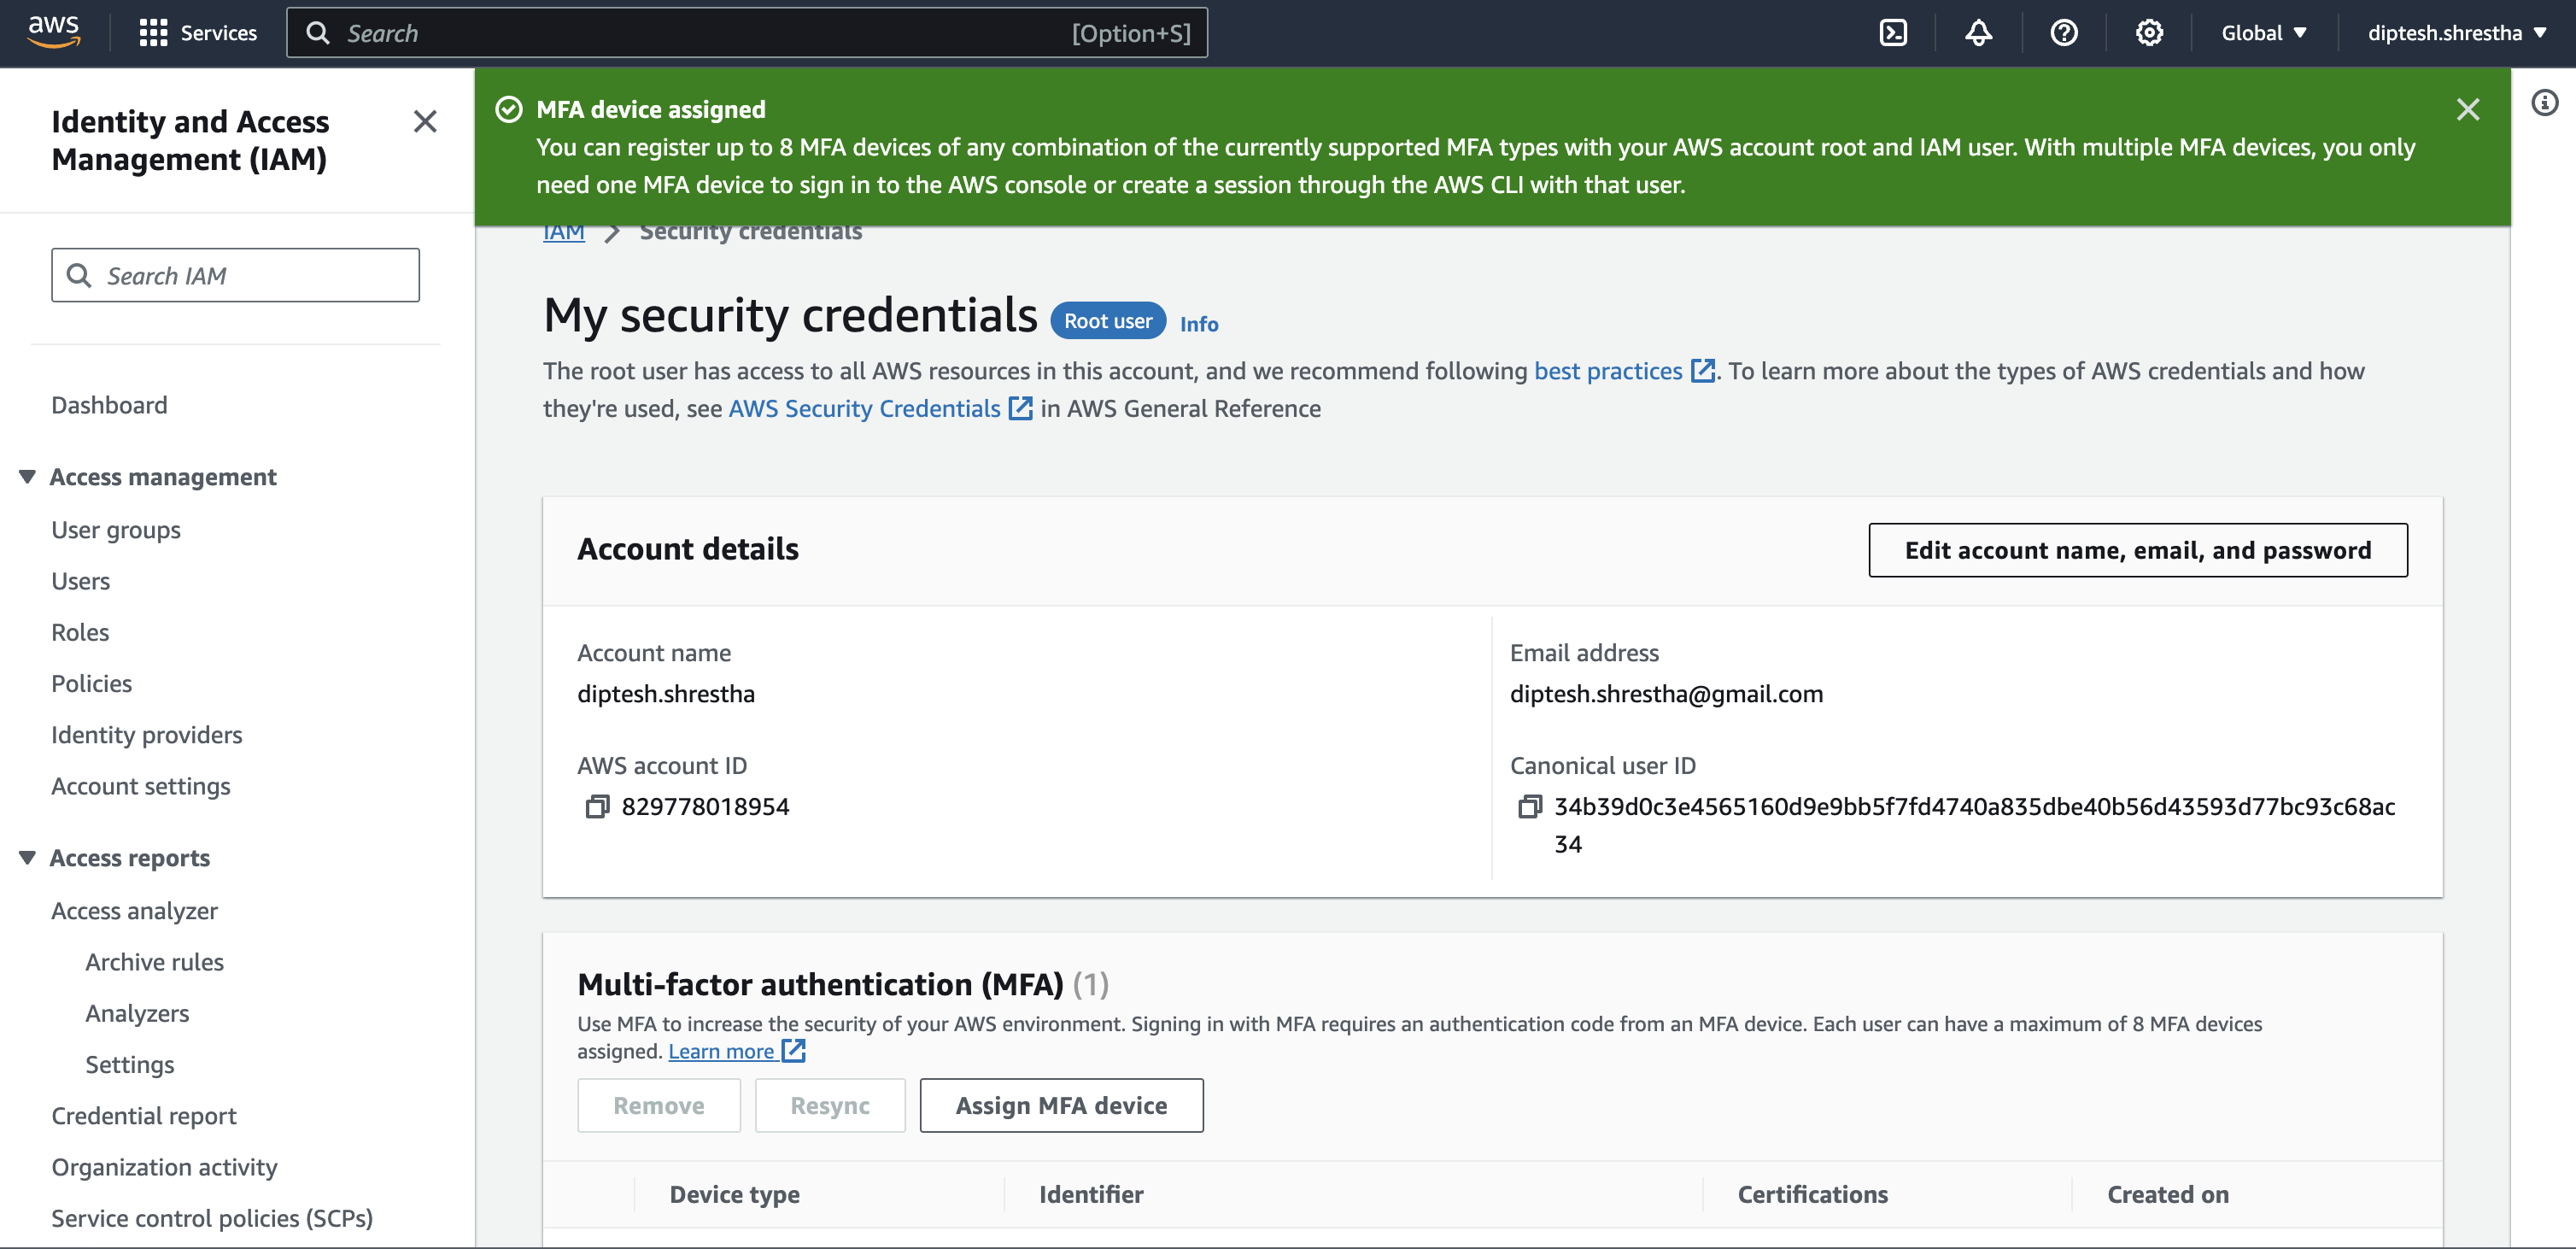 aws
Services
Search
[Option+S]
Global
diptesh.shrestha
Identity and Access
Management (IAM)
Search IAM
Dashboard
Access management
User groups
Users
Roles
Policies
Identity providers
Account settings
Access reports
Access analyzer
Archive rules
Analyzers
Settings
Credential report
Organization activity
Service control policies (SCPs)
MFA device assigned
You can register up to 8 MFA devices of any combination of the currently supported MFA types with your AWS account root and IAM user. With multiple MFA devices, you only
need one MFA device to sign in to the AWS console or create a session through the AWS CLI with that user.
IAM > Security credentials
My security credentials Root user Info
The root user has access to all AWS resources in this account, and we recommend following best practices. To learn more about the types of AWS credentials and how
they're used, see AWS Security Credentials in AWS General Reference
Account details
Edit account name, email, and password
Account name
diptesh.shrestha
AWS account ID
829778018954
Email address
diptesh.shrestha@gmail.com
Canonical user ID
34b39d0c3e4565160d9e9bb5f7fd4740a835dbe40b56d43593d77bc93c68ac
34
Multi-factor authentication (MFA) (1)
Use MFA to increase the security of your AWS environment. Signing in with MFA requires an authentication code from an MFA device. Each user can have a maximum of 8 MFA devices
assigned. Learn more
Remove
Resync
Assign MFA device
Device type
Identifier
Certifications
Created on